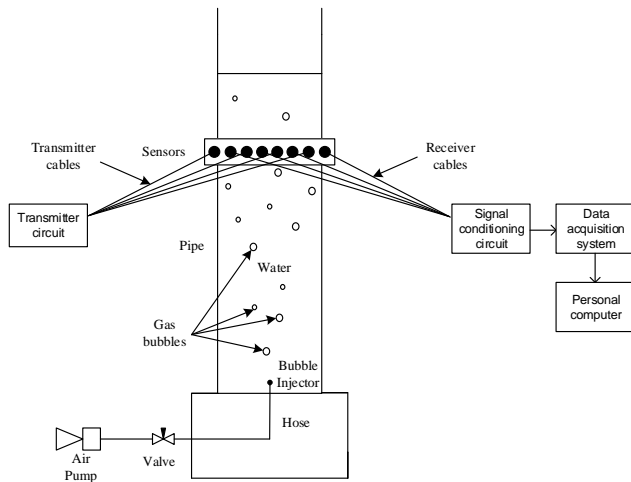 Transmitter
cables
Sensors
Receiver
cables
Transmitter
circuit
Signal
conditioning
circuit
Data
acquisition
system
Pipe
Water
Personal
computer
Gas
bubbles
Bubble
Injector
Hose
Air
Pump
Valve